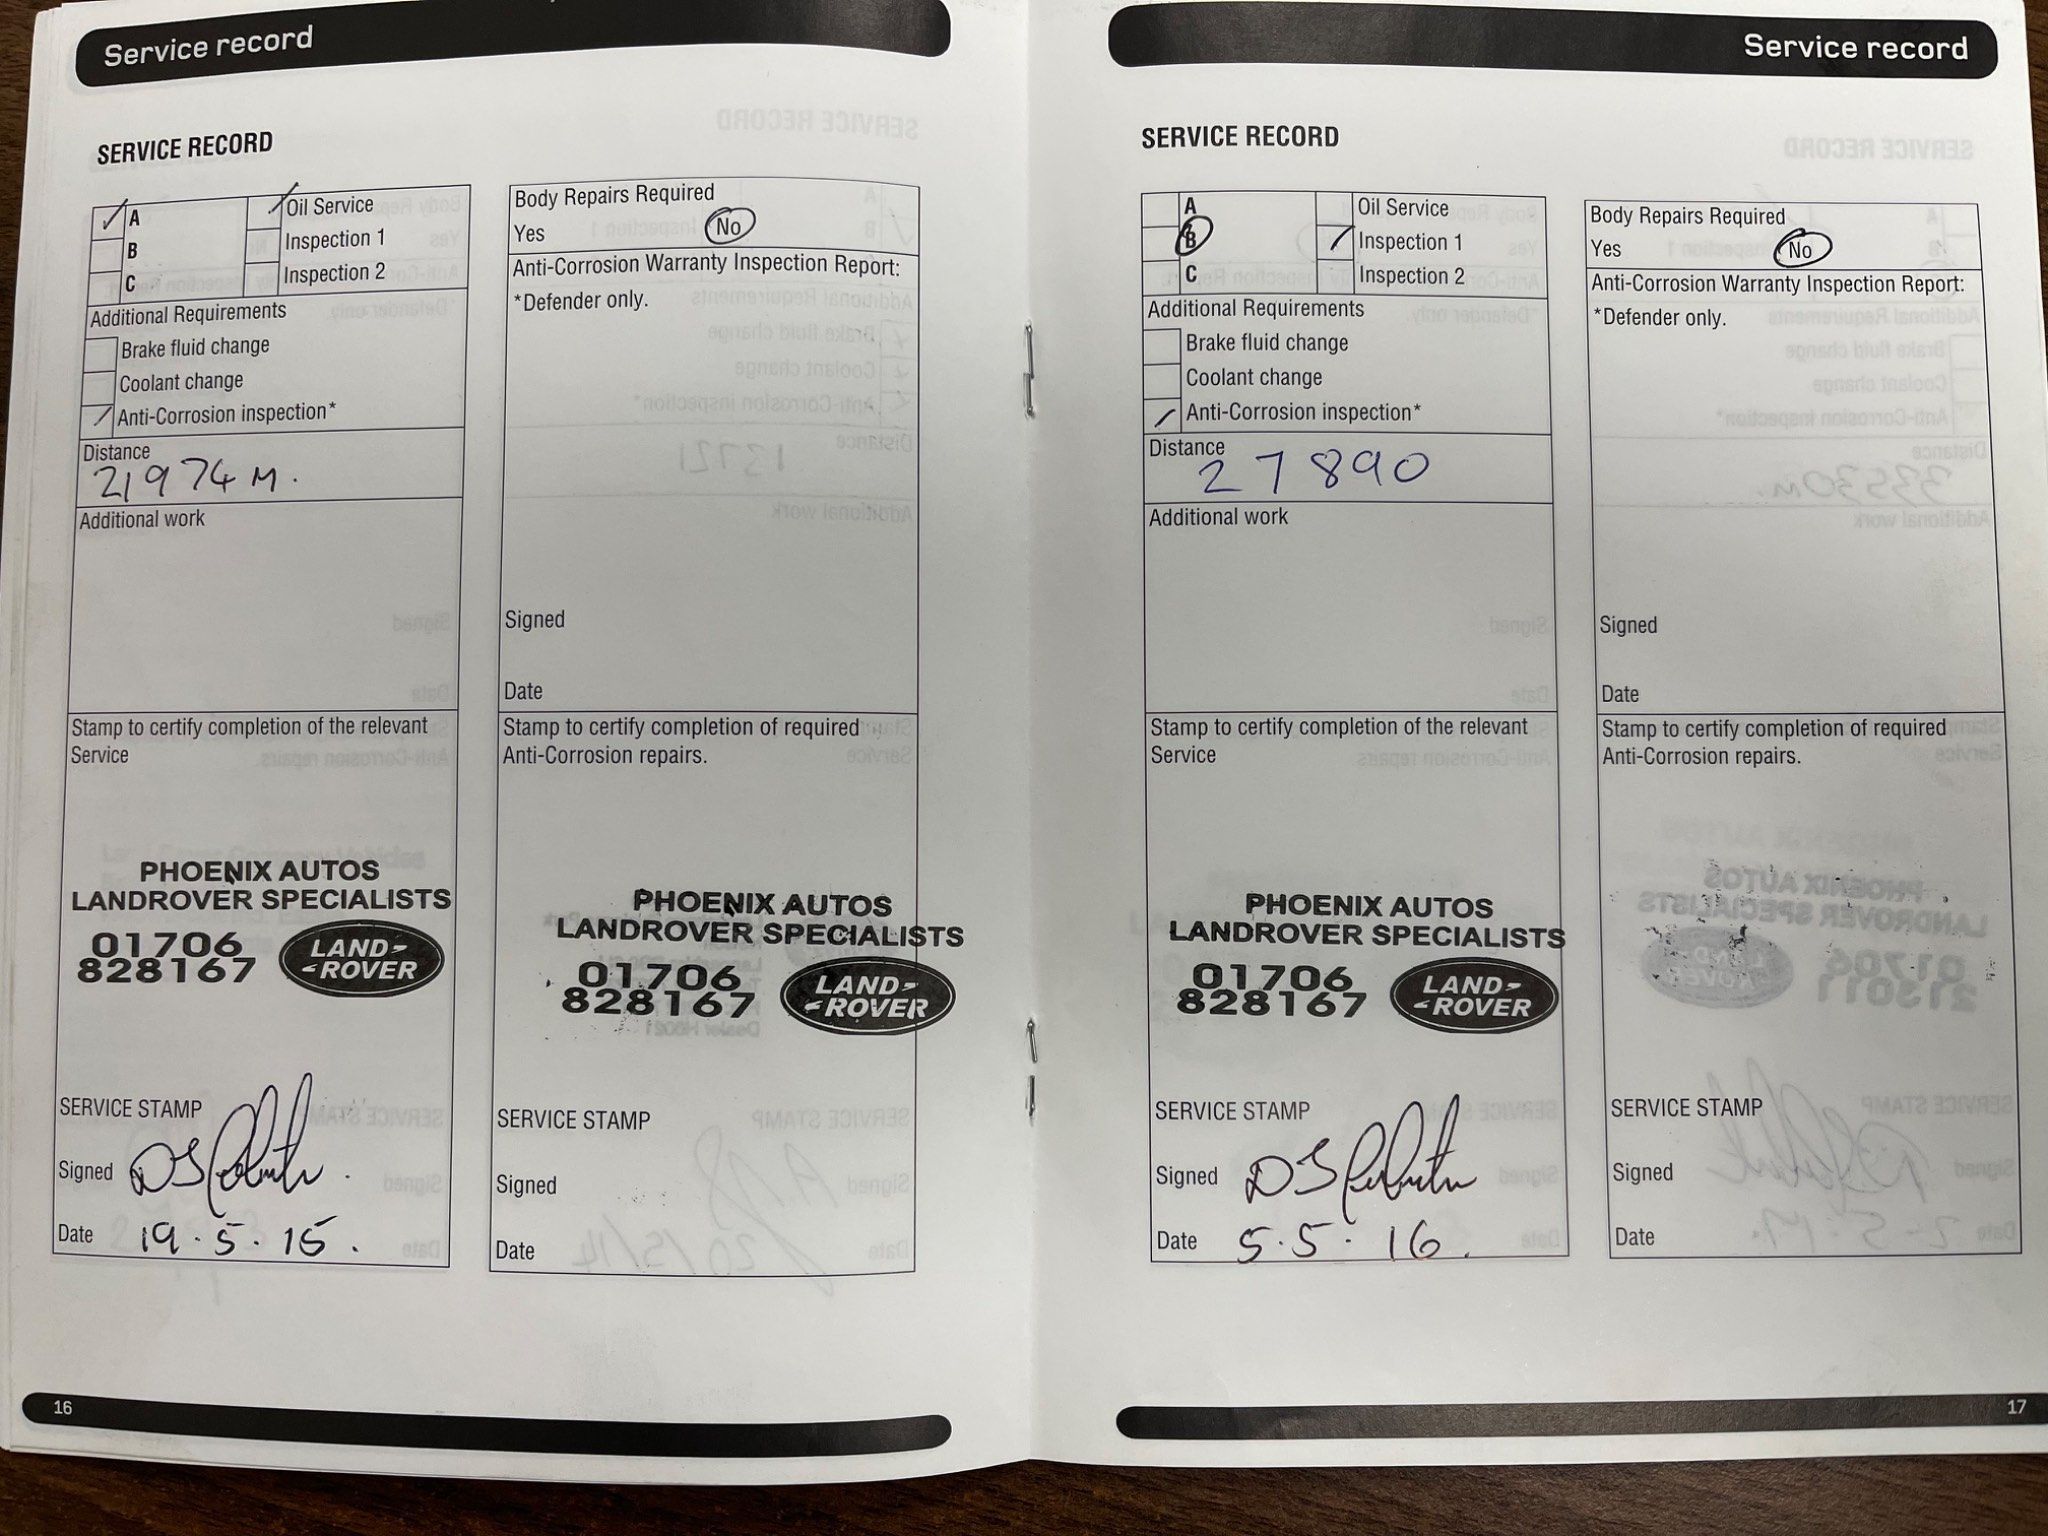 Service record
SERVICE RECORD
A
B
C
Oil Service
Inspection 1
Inspection 2
Additional Requirements
Brake fluid change
Coolant change
Anti-Corrosion inspection*
Distance
21974 M.
Additional work
Stamp to certify completion of the relevant
Service
PHOENIX AUTOS
LANDROVER SPECIALISTS
01706
828167
LAND-
-ROVER
SERVICE STAMP
Signed
Date 19.5.15.
Body Repairs Required
Yes No
Anti-Corrosion Warranty Inspection Report:
*Defender only.
Signed
Date
Stamp to certify completion of required
Anti-Corrosion repairs.
PHOENIX AUTOS
LANDROVER SPECIALISTS
01706
828167
LAND-
-ROVER
SERVICE STAMP
Signed
Date
16
Service record
SERVICE RECORD
A
B
C
Oil Service
Inspection 1
Inspection 2
Additional Requirements
Brake fluid change
Coolant change
Anti-Corrosion inspection*
Distance
27890
Additional work
Stamp to certify completion of the relevant
Service
PHOENIX AUTOS
LANDROVER SPECIALISTS
01706
828167
LAND-
-ROVER
SERVICE STAMP
Signed
Date 5.5.16.
Body Repairs Required
Yes No
Anti-Corrosion Warranty Inspection Report:
*Defender only.
Signed
Date
Stamp to certify completion of required
Anti-Corrosion repairs.
SERVICE STAMP
Signed
Date
17